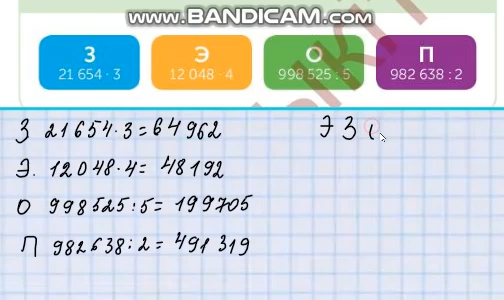 www.BANDICAM.com
З Э О П
21 654 · 3 12 048 · 4 998 525 : 5 982 638 : 2
З 21654·3=64962 Э З (
Э. 12048·4= 48192
О 998525:5= 199705
П 982638:2= 491319